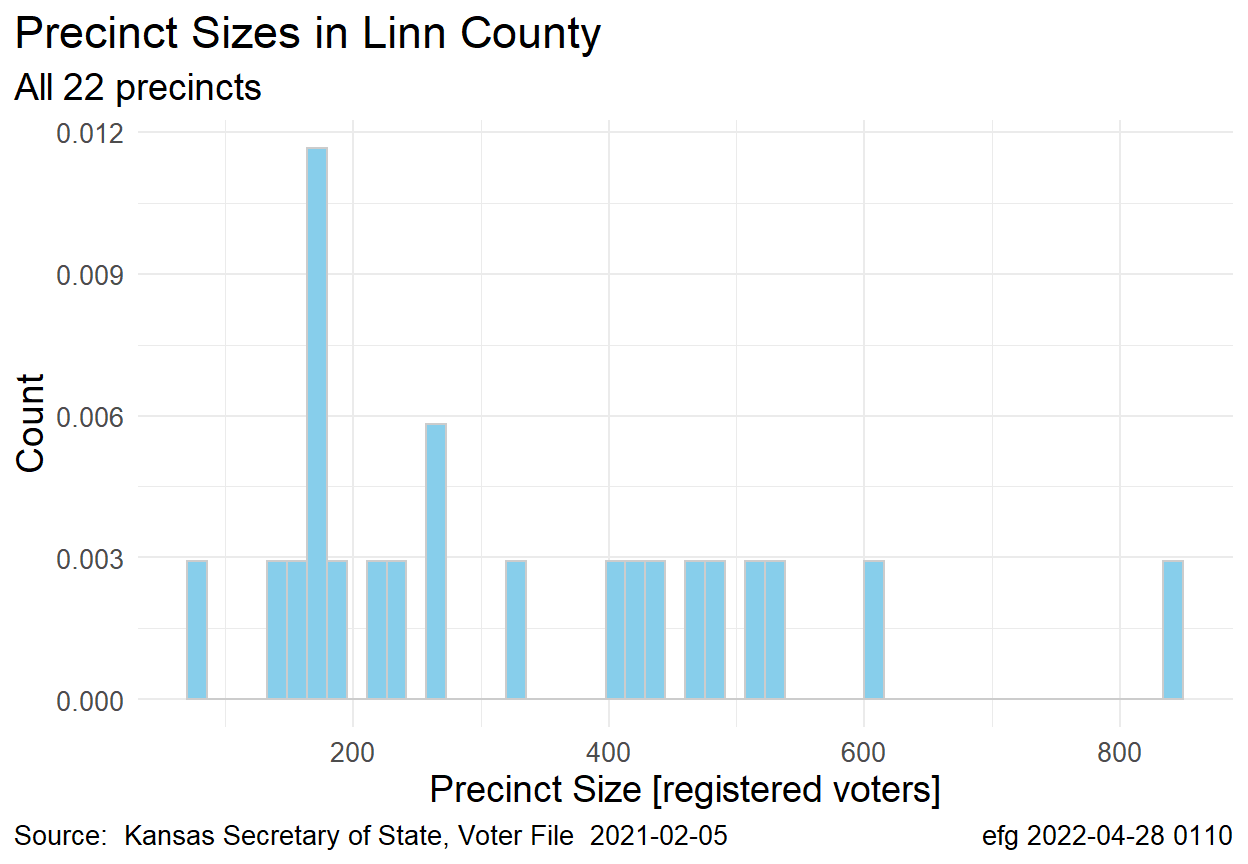 Precinct Sizes in Linn County
All 22 precincts
0.012
0.009
0.006
0.003
0.000
Count
200 400 600 800
Precinct Size [registered voters]
Source:  Kansas Secretary of State, Voter File  2021-02-05 efg 2022-04-28 0110